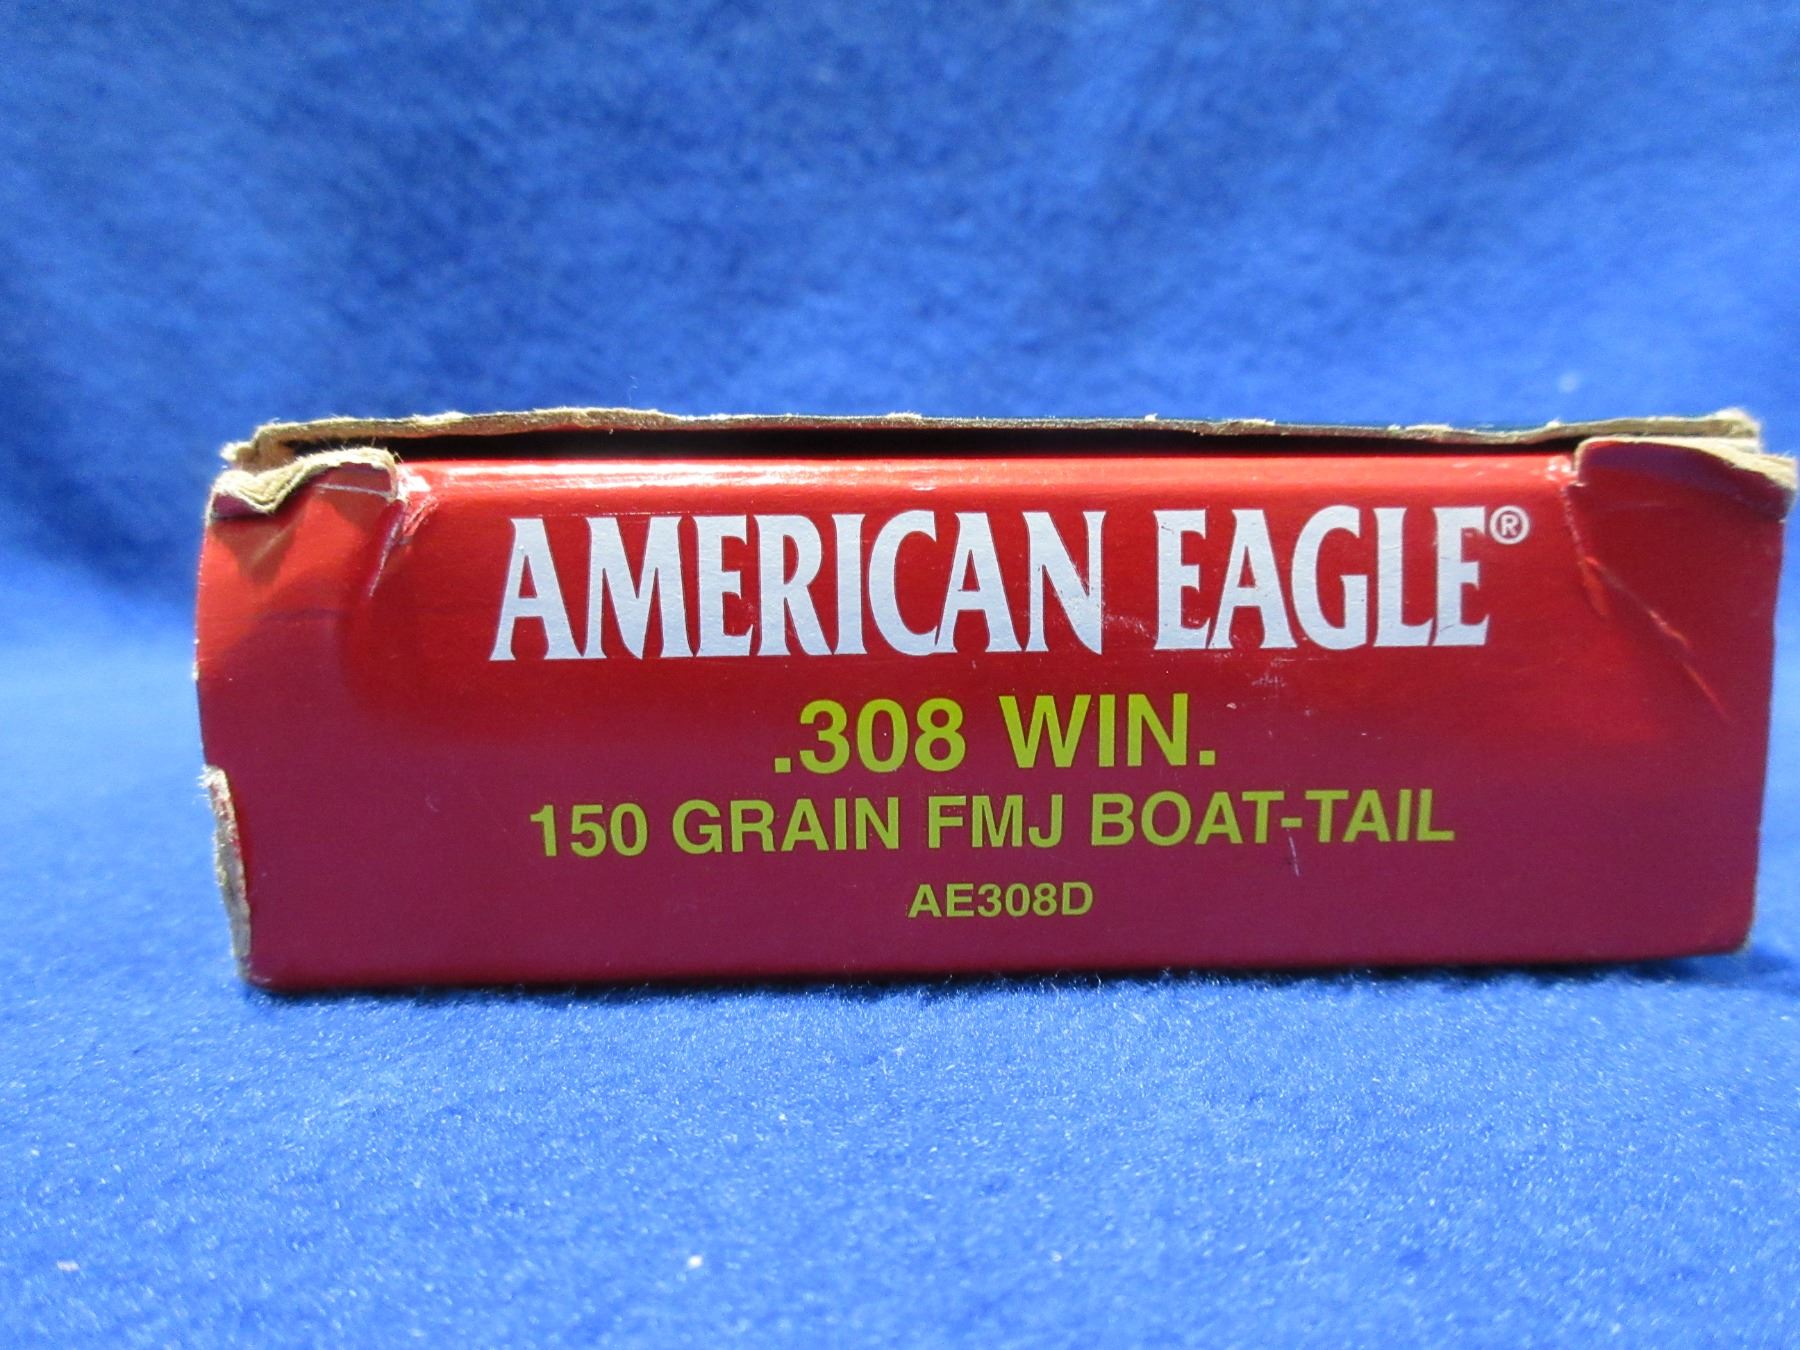 AMERICAN EAGLE®
.308 WIN.
150 GRAIN FMJ BOAT-TAIL
AE308D